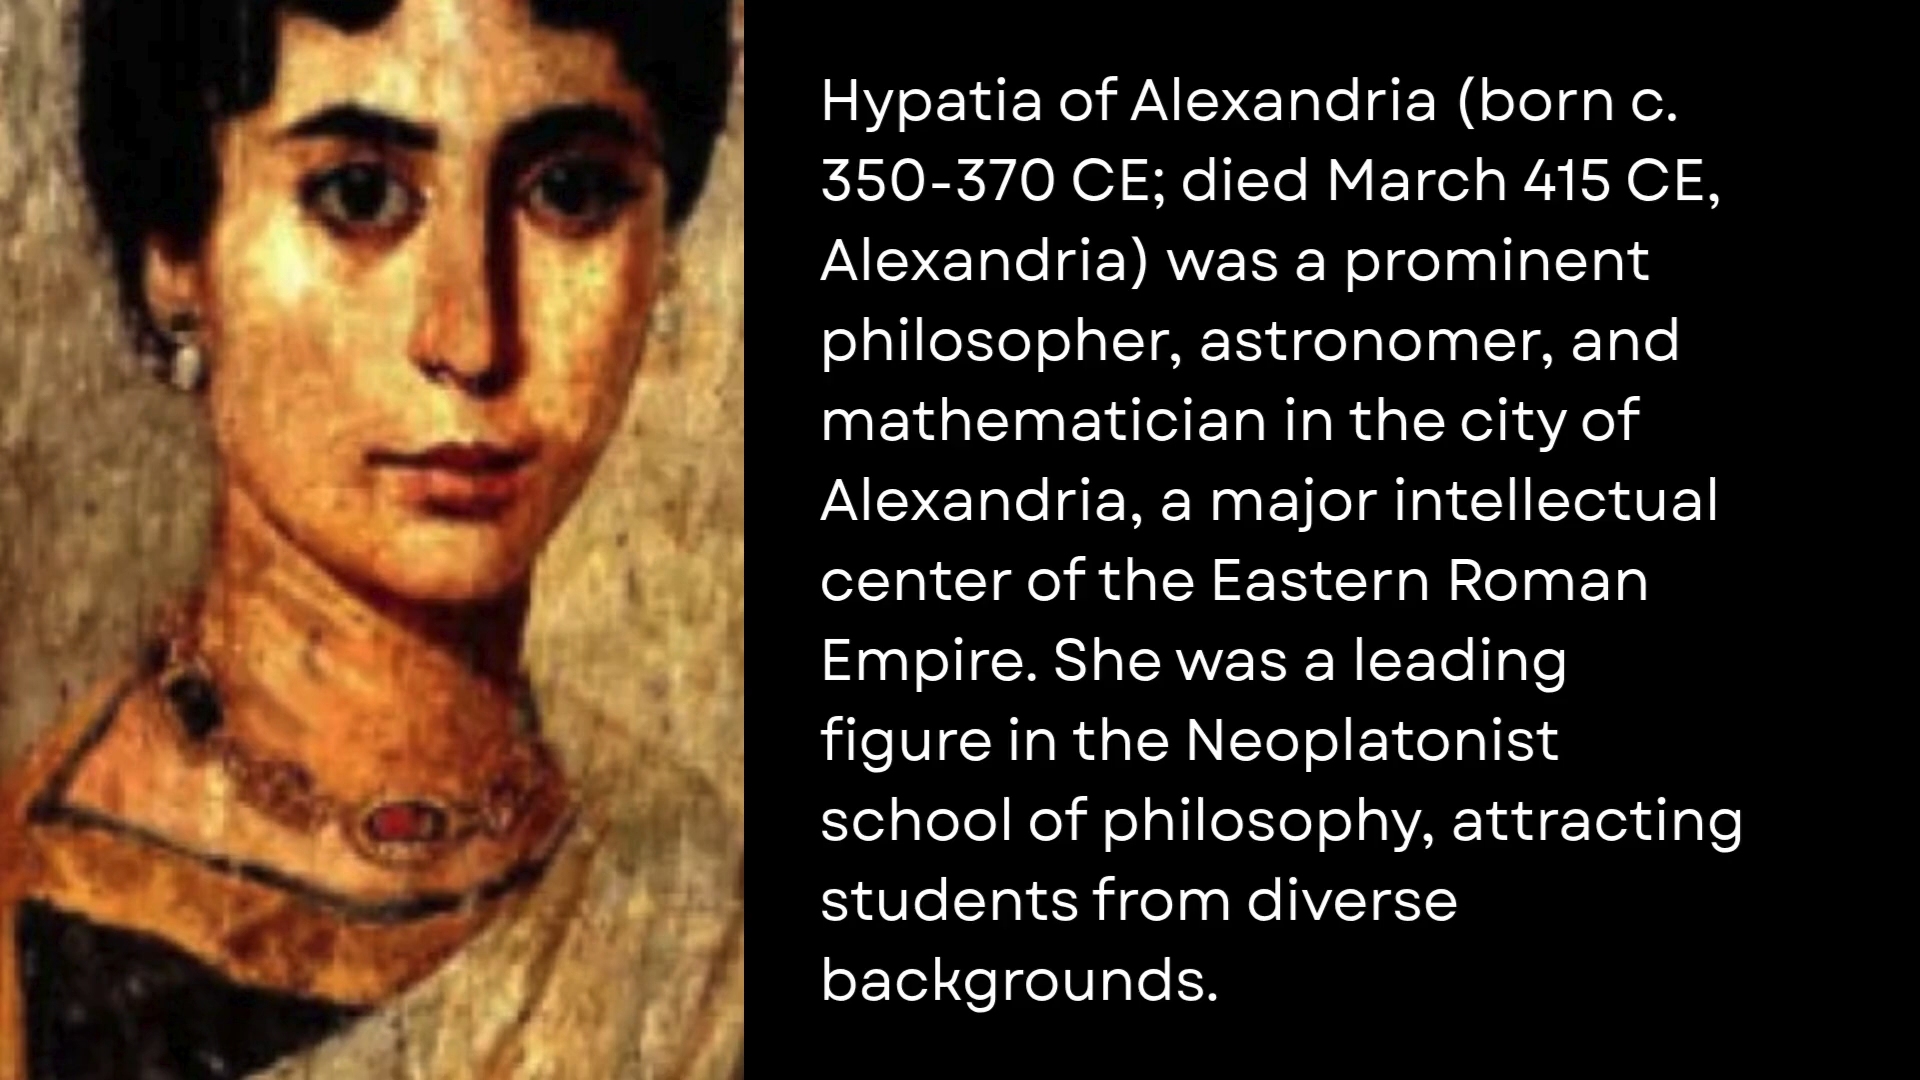 Hypatia of Alexandria (born c.
350-370 CE; died March 415 CE,
Alexandria) was a prominent
philosopher, astronomer, and
mathematician in the city of
Alexandria, a major intellectual
center of the Eastern Roman
Empire. She was a leading
figure in the Neoplatonist
school of philosophy, attracting
students from diverse
backgrounds.